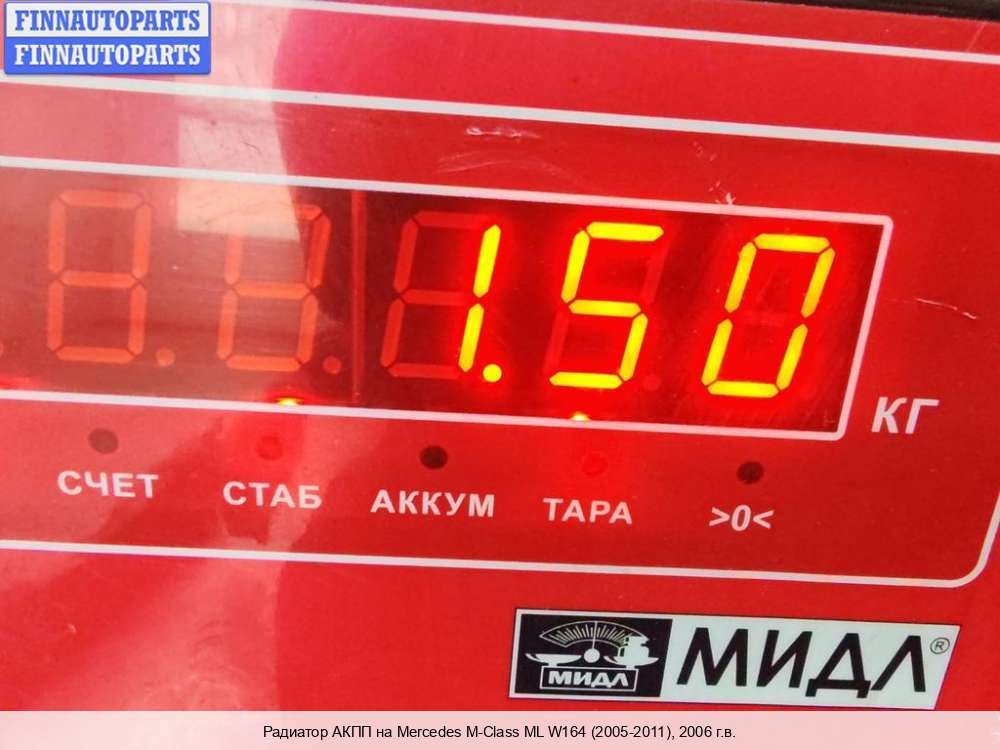 FINNAUTOPARTS
FINNAUTOPARTS
1.50
КГ
СЧЕТ СТАБ АККУМ ТАРА >0<
МИДЛ МИДЛ®
Радиатор АКПП на Mercedes M-Class ML W164 (2005-2011), 2006 г.в.